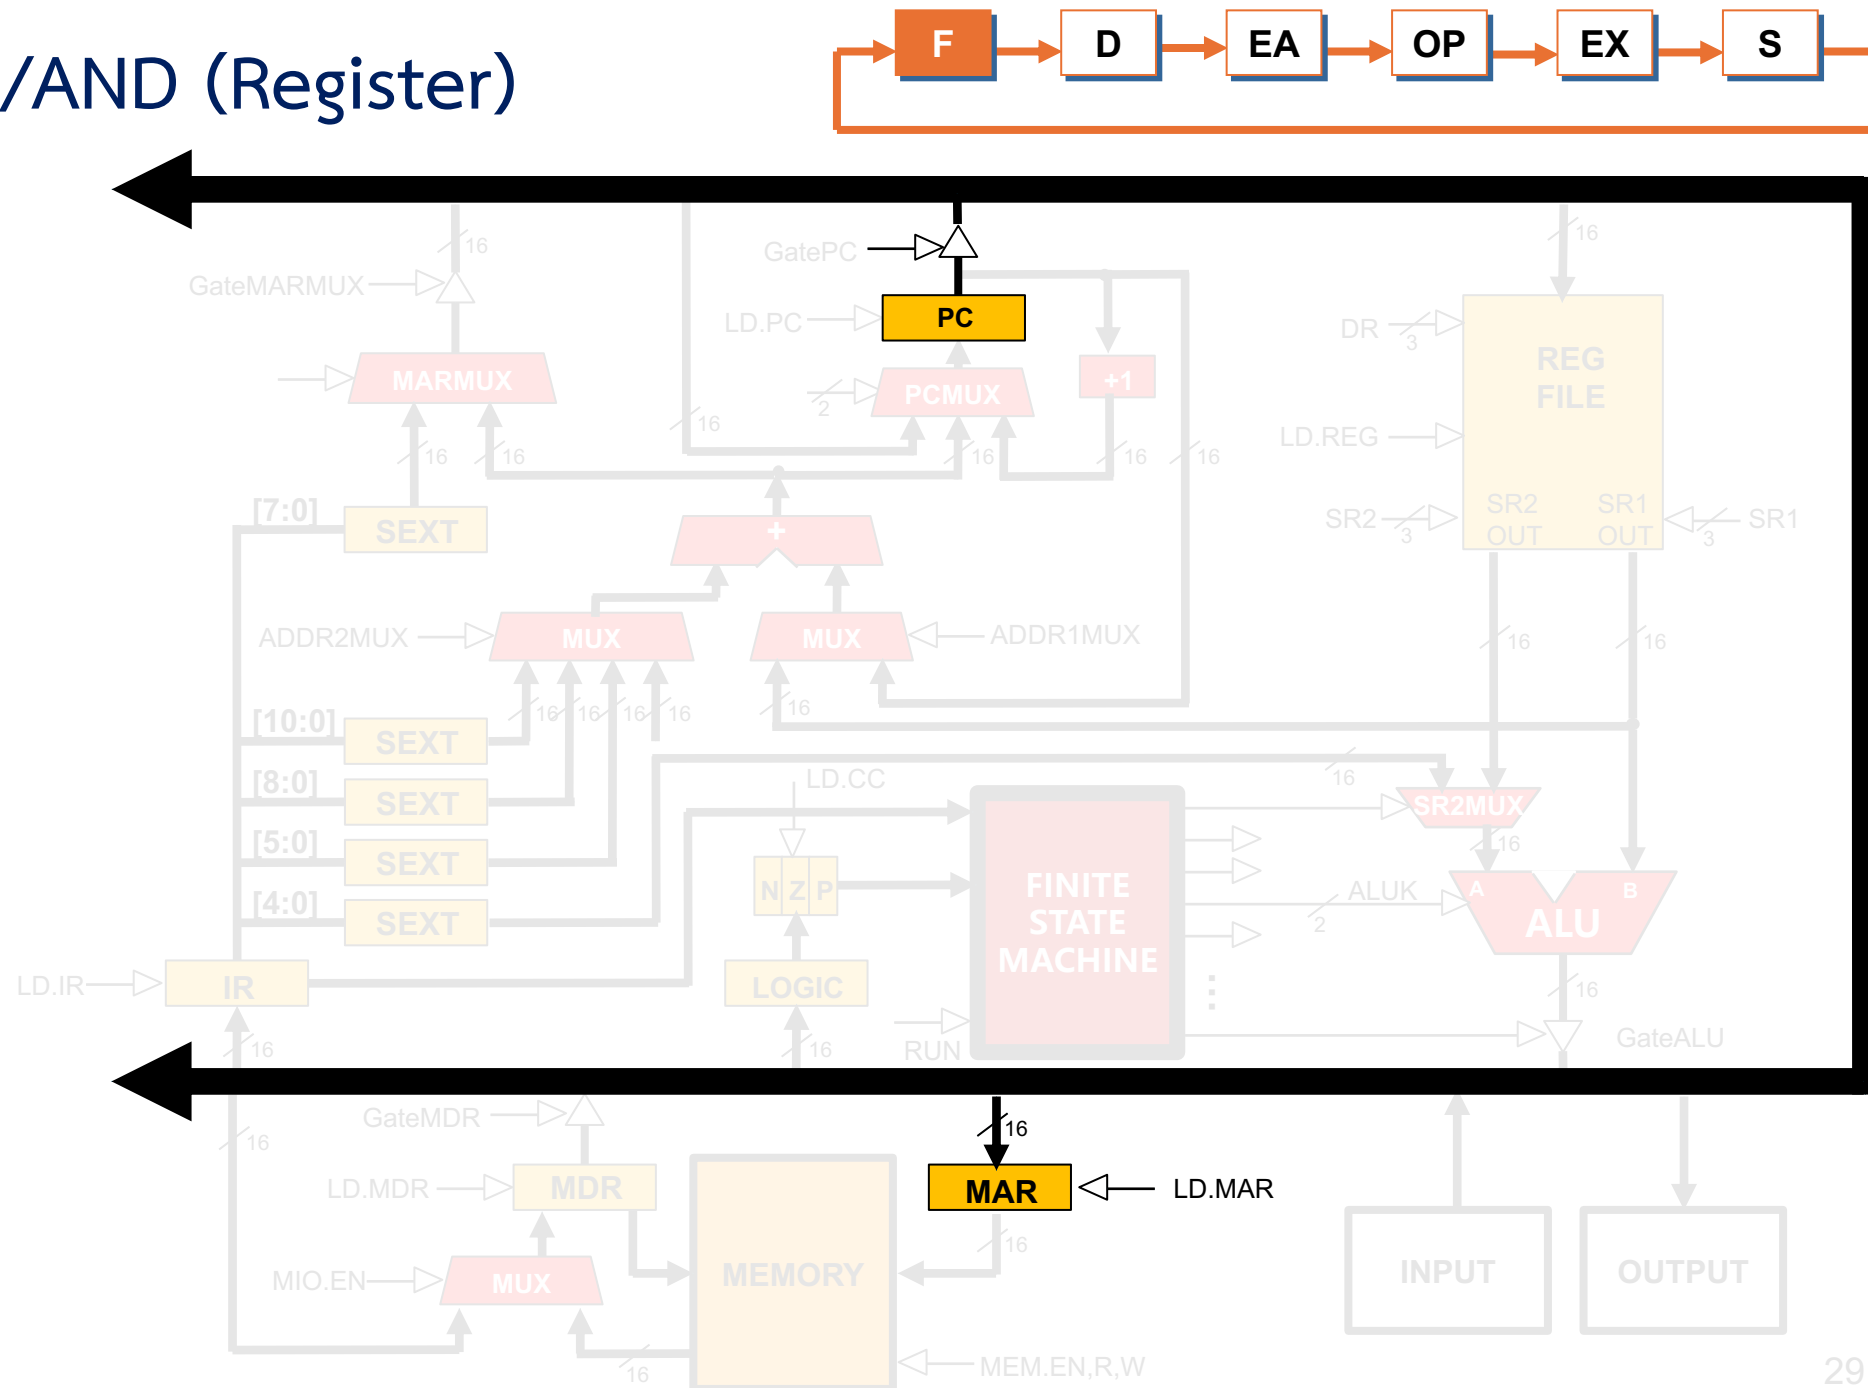 F D EA OP EX S
/AND (Register)
16
16
GatePC
GateMARMUX
PC
LD.PC
DR
3
REG
FILE
MARMUX
PCMUX
+1
2
16
LD.REG
16
16
16
16
16
[7:0]
SEXT
+
SR2
3
SR2
OUT
SR1
OUT
3
SR1
ADDR2MUX
MUX
MUX
ADDR1MUX
16
16
16
16
16
16
16
[10:0]
SEXT
[8:0]
SEXT
LD.CC
16
SR2MUX
16
[5:0]
SEXT
N Z P
FINITE
STATE
MACHINE
ALUK
2
A
B
ALU
[4:0]
SEXT
LD.IR
IR
LOGIC
16
16
16
RUN
GateALU
GateMDR
16
16
LD.MDR
MDR
MAR
LD.MAR
16
MIO.EN
MUX
MEMORY
INPUT
OUTPUT
16
MEM.EN,R,W
29